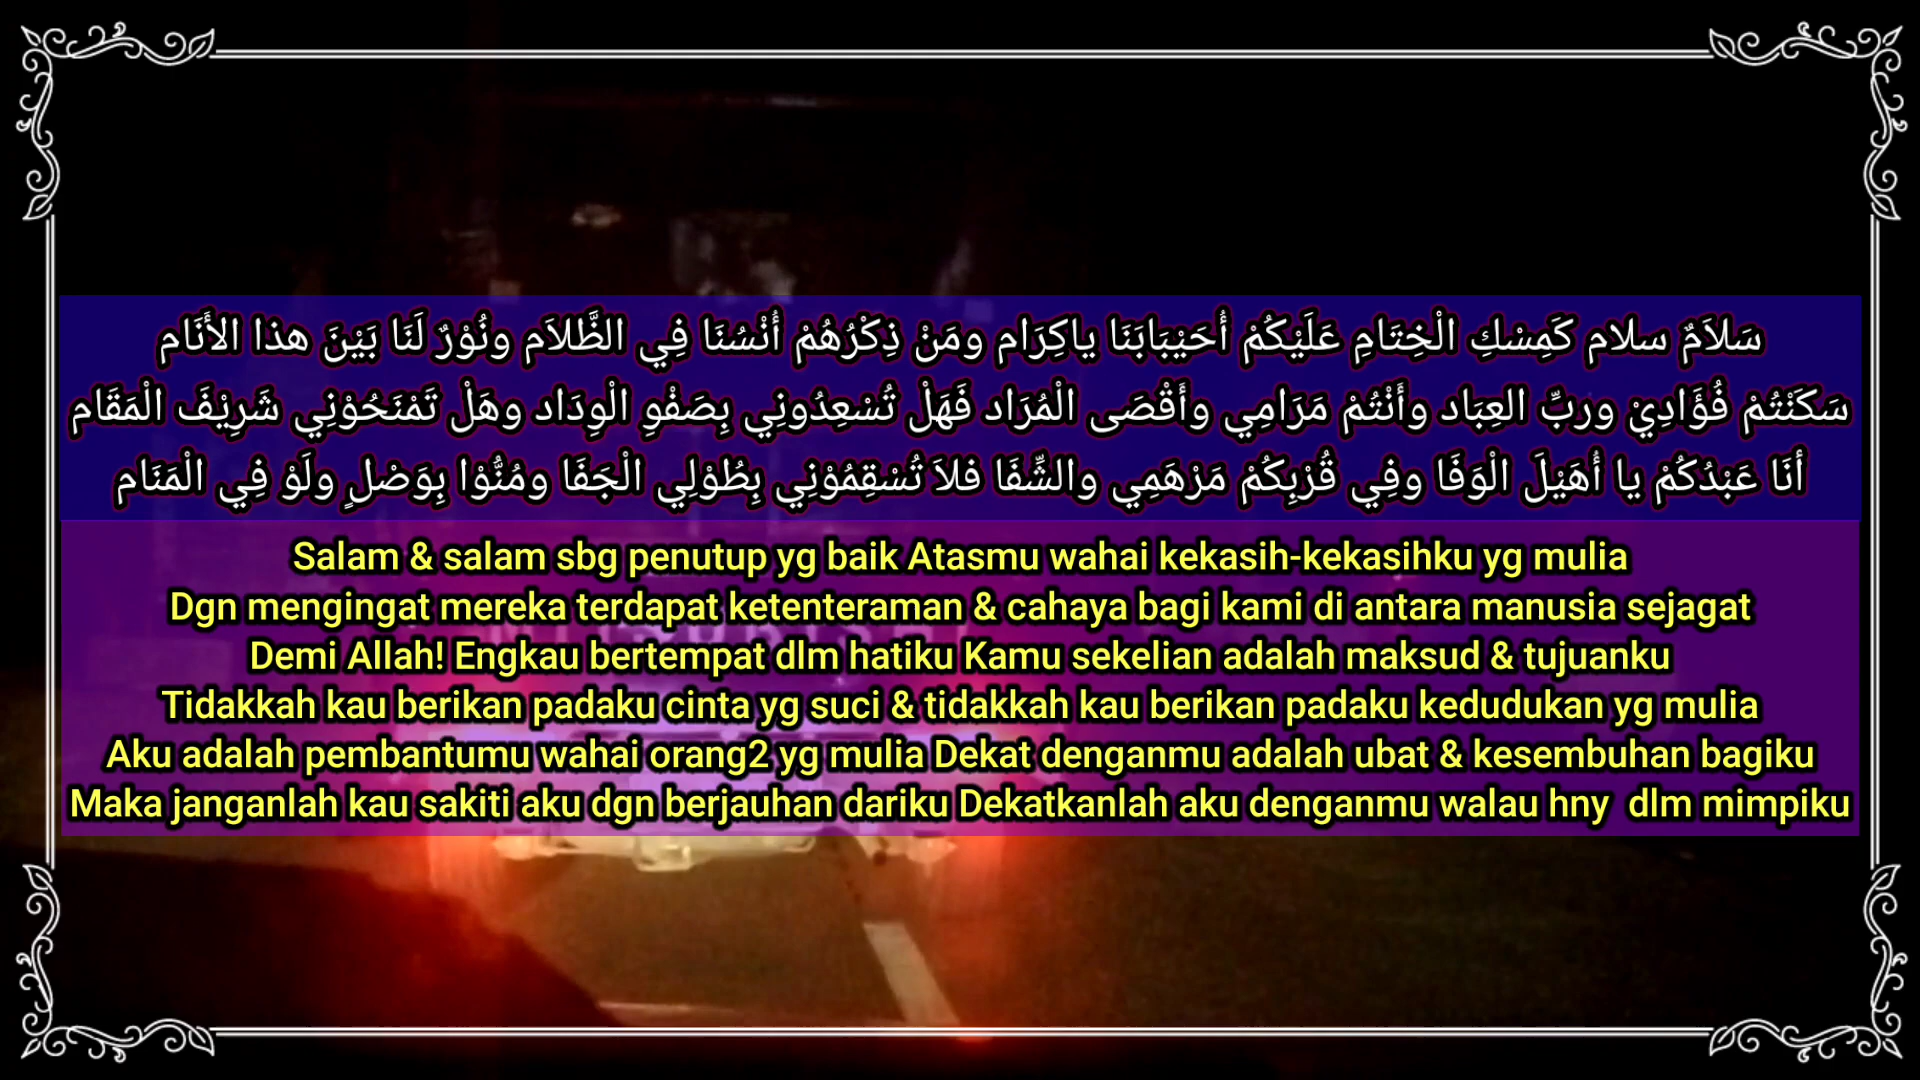 سَلاَمٌ سلام كَمِسْكِ الْخِتَامِ عَلَيْكُمْ أُحَيْبَابَنَا ياكِرَام ومَنْ ذِكْرُهُمْ أُنْسُنَا فِي الظَّلاَم ونُوْرٌ لَنَا بَيْنَ هذا الأَنَام
سَكَنْتُمْ فُؤَادِيْ وربِّ العِبَاد وأَنْتُمْ مَرَامِي وأَقْصَى الْمُرَاد فَهَلْ تُسْعِدُونِي بِصَفْوِ الْوِدَاد وهَلْ تَمْنَحُوْنِي شَرِيْفَ الْمَقَام
أنَا عَبْدُكُمْ يا أُهَيْلَ الْوَفَا وفِي قُرْبِكُمْ مَرْهَمِي والشِّفَا فلاَ تُسْقِمُوْنِي بِطُوْلِي الْجَفَا ومُنُّوْا بِوَصْلٍ ولَوْ فِي الْمَنَام
Salam & salam sbg penutup yg baik Atasmu wahai kekasih-kekasihku yg mulia
Dgn mengingat mereka terdapat ketenteraman & cahaya bagi kami di antara manusia sejagat
Demi Allah! Engkau bertempat dlm hatiku Kamu sekelian adalah maksud & tujuanku
Tidakkah kau berikan padaku cinta yg suci & tidakkah kau berikan padaku kedudukan yg mulia
Aku adalah pembantumu wahai orang2 yg mulia Dekat denganmu adalah ubat & kesembuhan bagiku
Maka janganlah kau sakiti aku dgn berjauhan dariku Dekatkanlah aku denganmu walau hny  dlm mimpiku